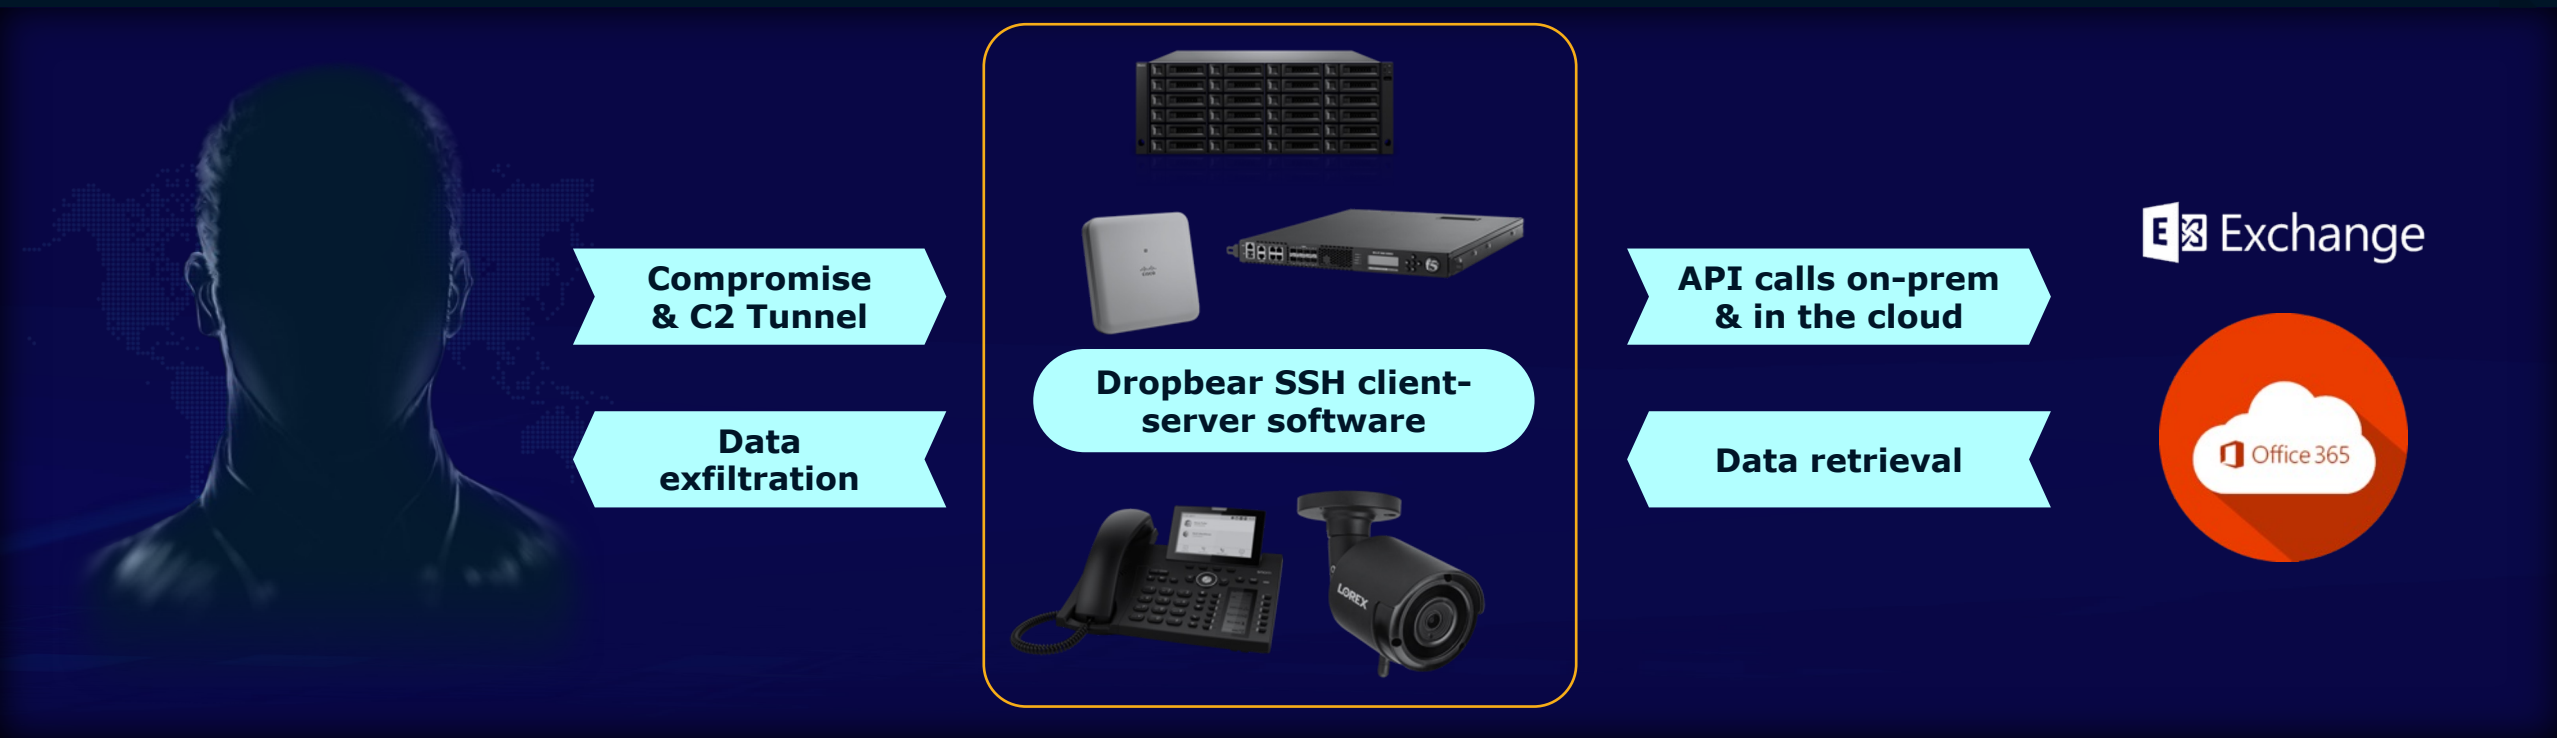 Compromise
& C2 Tunnel
Data
exfiltration
CISCO
Dropbear SSH client-
server software
LOREX
API calls on-prem
& in the cloud
Data retrieval
E Exchange
Office 365